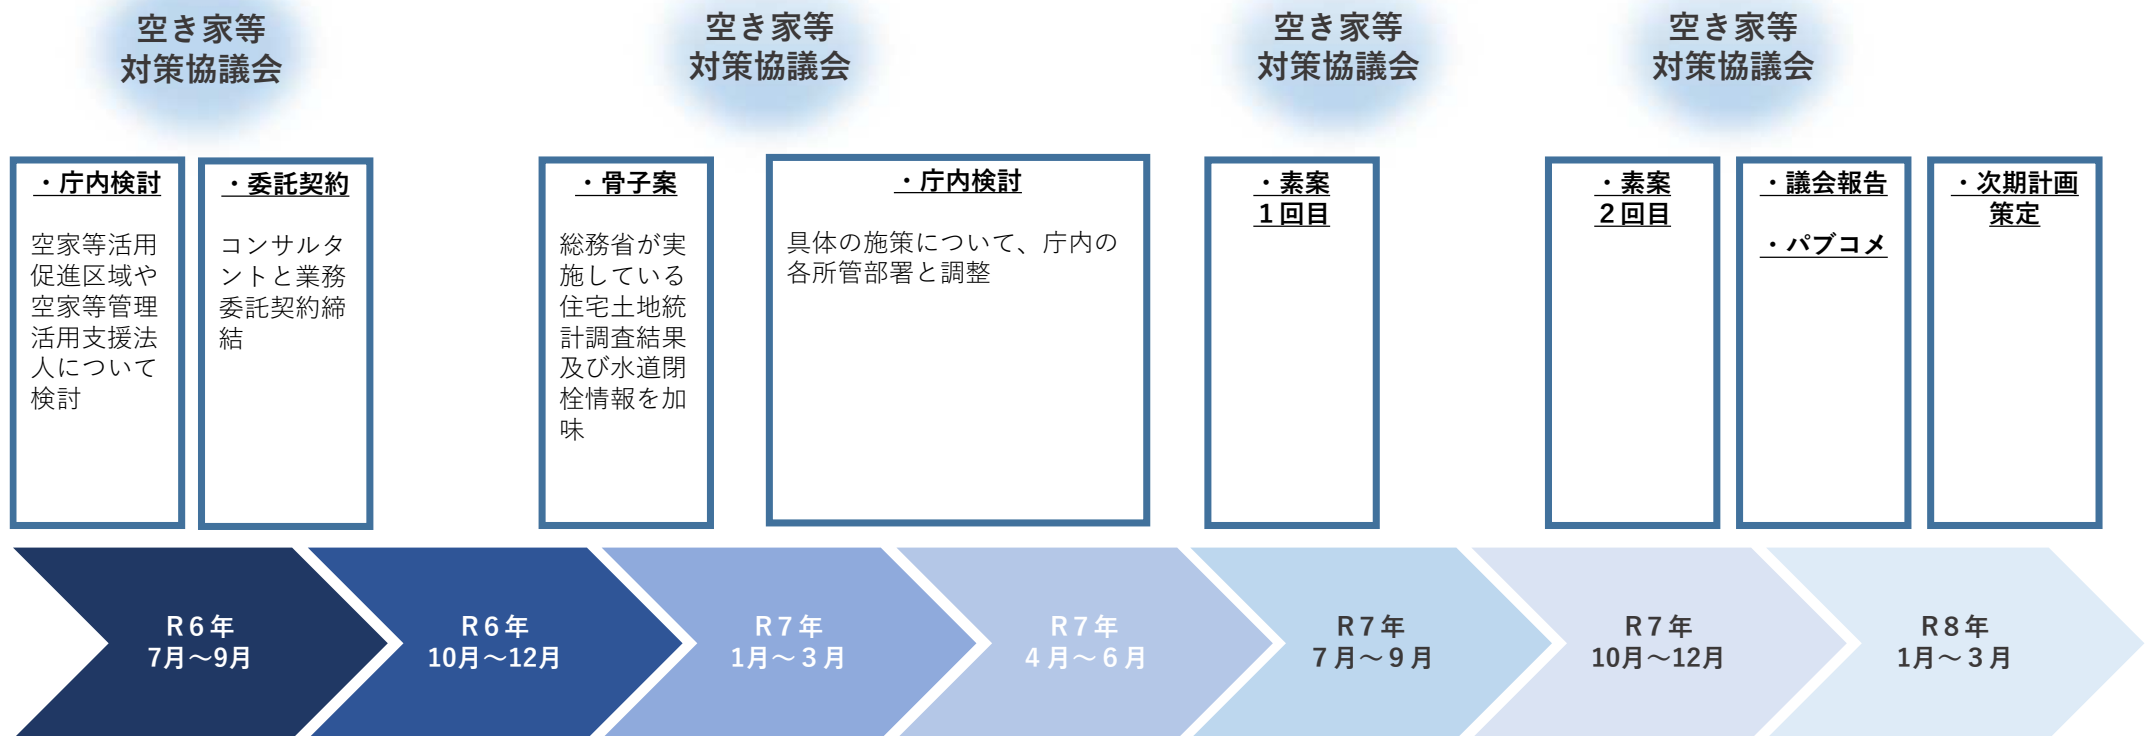 空き家等
対策協議会
空き家等
対策協議会
空き家等
対策協議会
空き家等
対策協議会
・庁内検討
空家等活用
促進区域や
空家等管理
活用支援法
人について
検討
・委託契約
コンサルタ
ントと業務
委託契約締
結
・骨子案
総務省が実
施している
住宅土地統
計調査結果
及び水道閉
栓情報を加
味
・庁内検討
具体の施策について、庁内の
各所管部署と調整
・素案
１回目
・素案
２回目
・議会報告
・パブコメ
・次期計画
策定
R６年
7月～9月
R６年
10月～12月
R７年
1月～３月
R７年
４月～６月
R７年
７月～９月
R７年
10月～12月
R８年
1月～３月